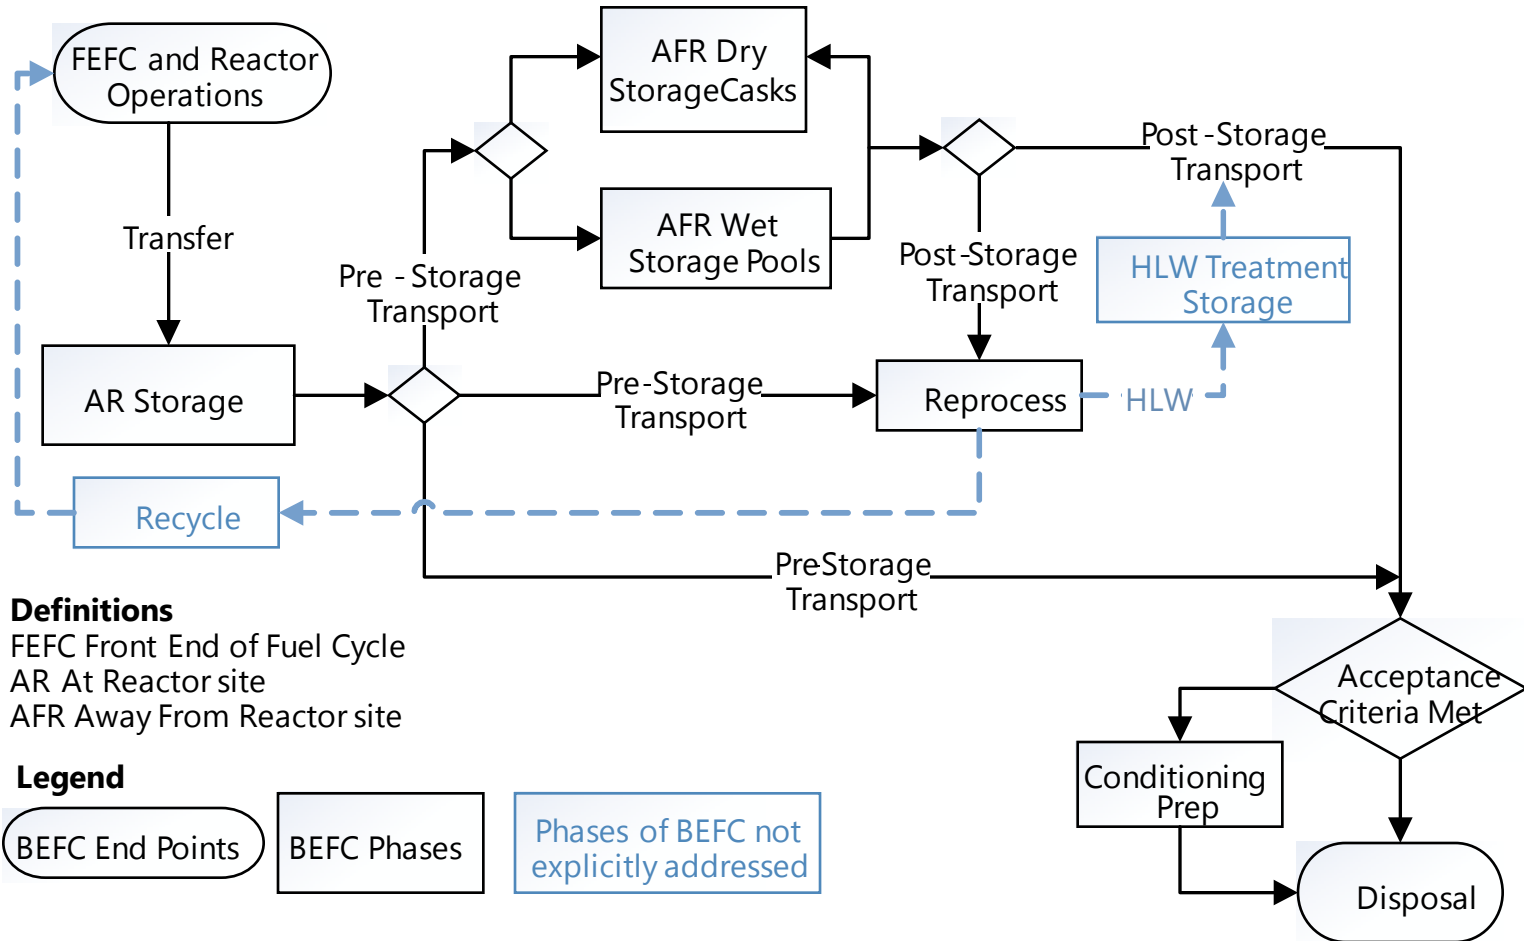 FEFC and Reactor
Operations
AFR Dry
StorageCasks
Post-Storage
Transport
Transfer
AFR Wet
Storage Pools
Pre - Storage
Transport
Post-Storage
Transport
HLW Treatment
Storage
AR Storage
Pre-Storage
Transport
Reprocess
HLW
Recycle
PreStorage
Transport
Definitions
FEFC Front End of Fuel Cycle
AR At Reactor site
AFR Away From Reactor site
Acceptance
Criteria Met
Legend
BEFC End Points
BEFC Phases
Phases of BEFC not
explicitly addressed
Conditioning
Prep
Disposal